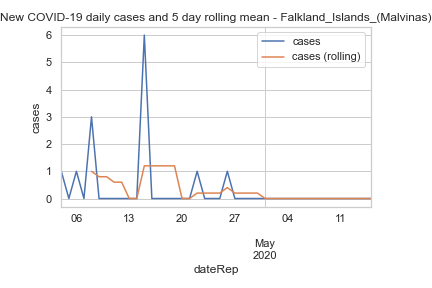 New COVID-19 daily cases and 5 day rolling mean - Falkland_Islands_(Malvinas)
cases
cases (rolling)
cases
6
5
4
3
2
1
0
06 13 20 27 04 11
May
2020
dateRep